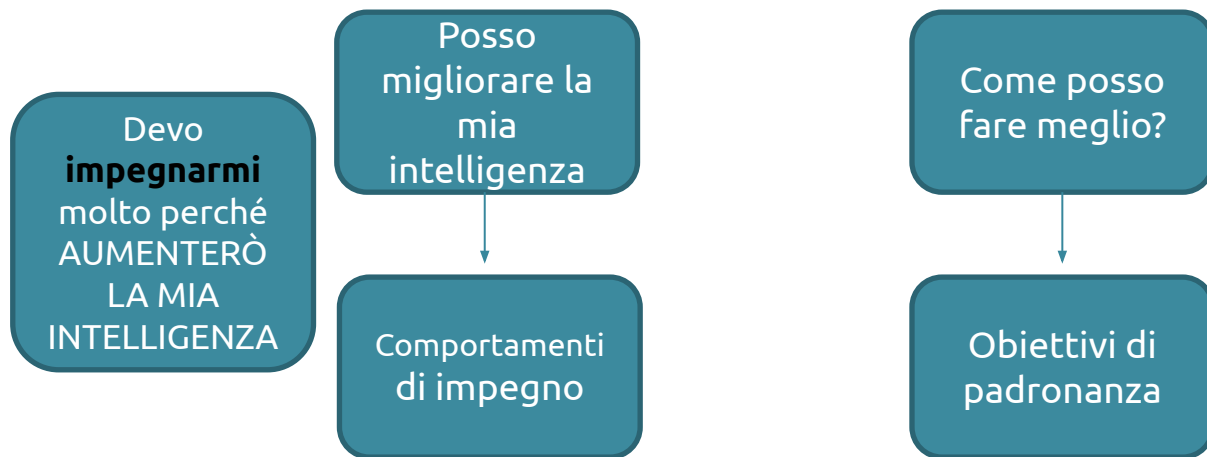 Devo
impegnarmi
molto perché
AUMENTERÒ
LA MIA
INTELLIGENZA
Posso
migliorare la
mia
intelligenza
Comportamenti
di impegno
Come posso
fare meglio?
Obiettivi di
padronanza